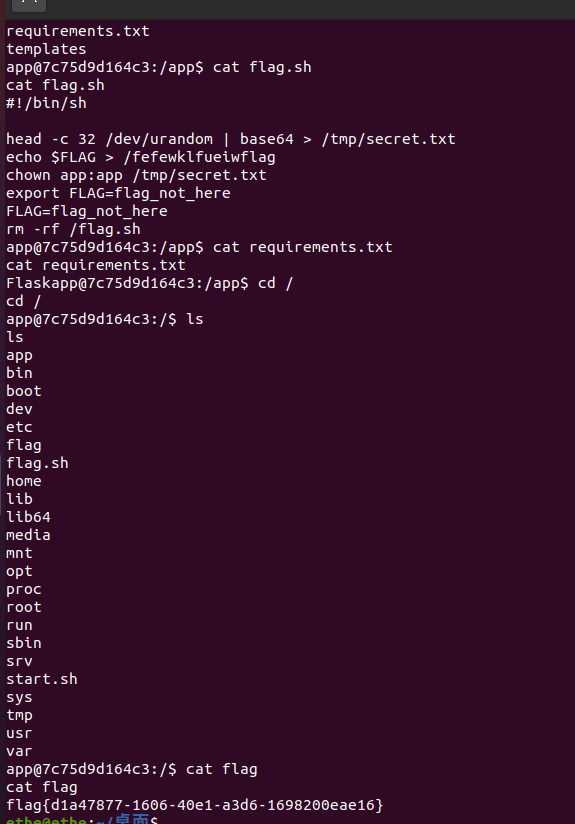 requirements.txt
templates
app@7c75d9d164c3:/app$ cat flag.sh
cat flag.sh
#!/bin/sh
head -c 32 /dev/urandom | base64 > /tmp/secret.txt
echo $FLAG > /fefewklfueiwflag
chown app:app /tmp/secret.txt
export FLAG=flag_not_here
FLAG=flag_not_here
rm -rf /flag.sh
app@7c75d9d164c3:/app$ cat requirements.txt
cat requirements.txt
Flaskapp@7c75d9d164c3:/app$ cd /
cd /
app@7c75d9d164c3:/$ ls
ls
app
bin
boot
dev
etc
flag
flag.sh
home
lib
lib64
media
mnt
opt
proc
root
run
sbin
srv
start.sh
sys
tmp
usr
var
app@7c75d9d164c3:/$ cat flag
cat flag
flag{d1a47877-1606-40e1-a3d6-1698200eae16}
ethe@ethe:~/桌面$